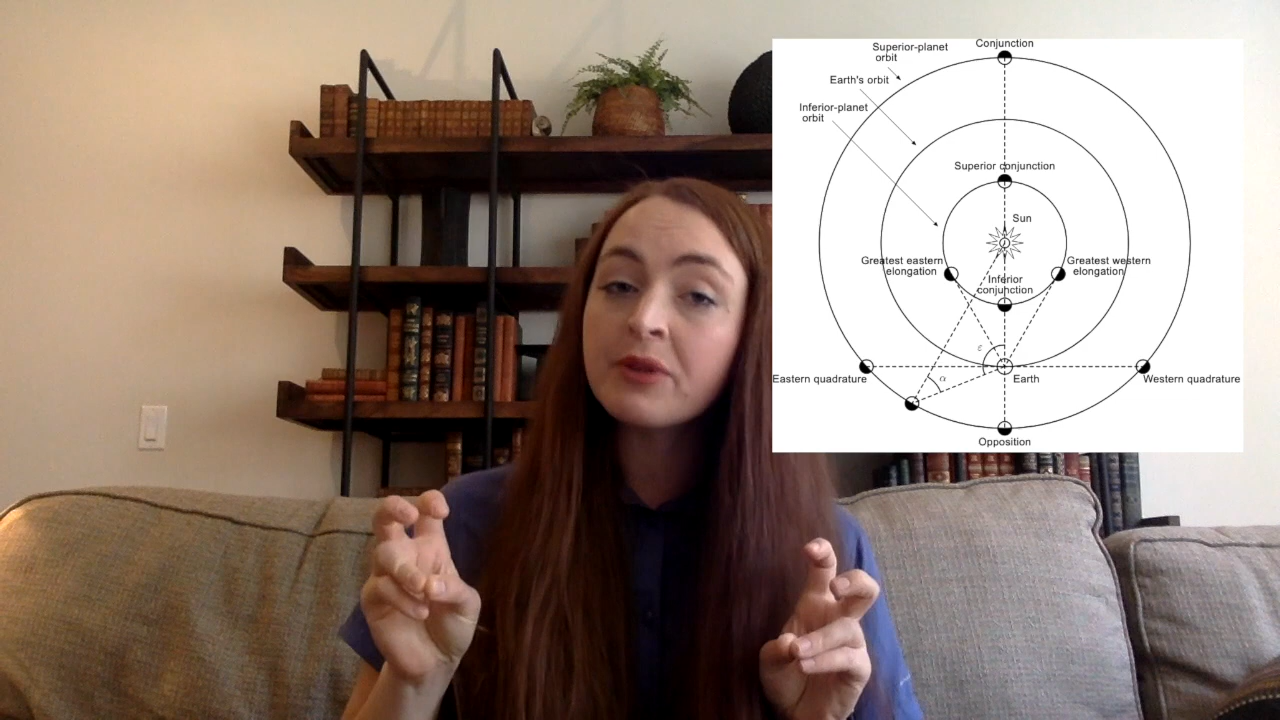 Conjunction
Superior-planet
orbit
Earth's orbit
Inferior-planet
orbit
Superior conjunction
Sun
Greatest eastern
elongation
Greatest western
elongation
Inferior
conjunction
ε
α
Eastern quadrature
Earth
Western quadrature
Opposition